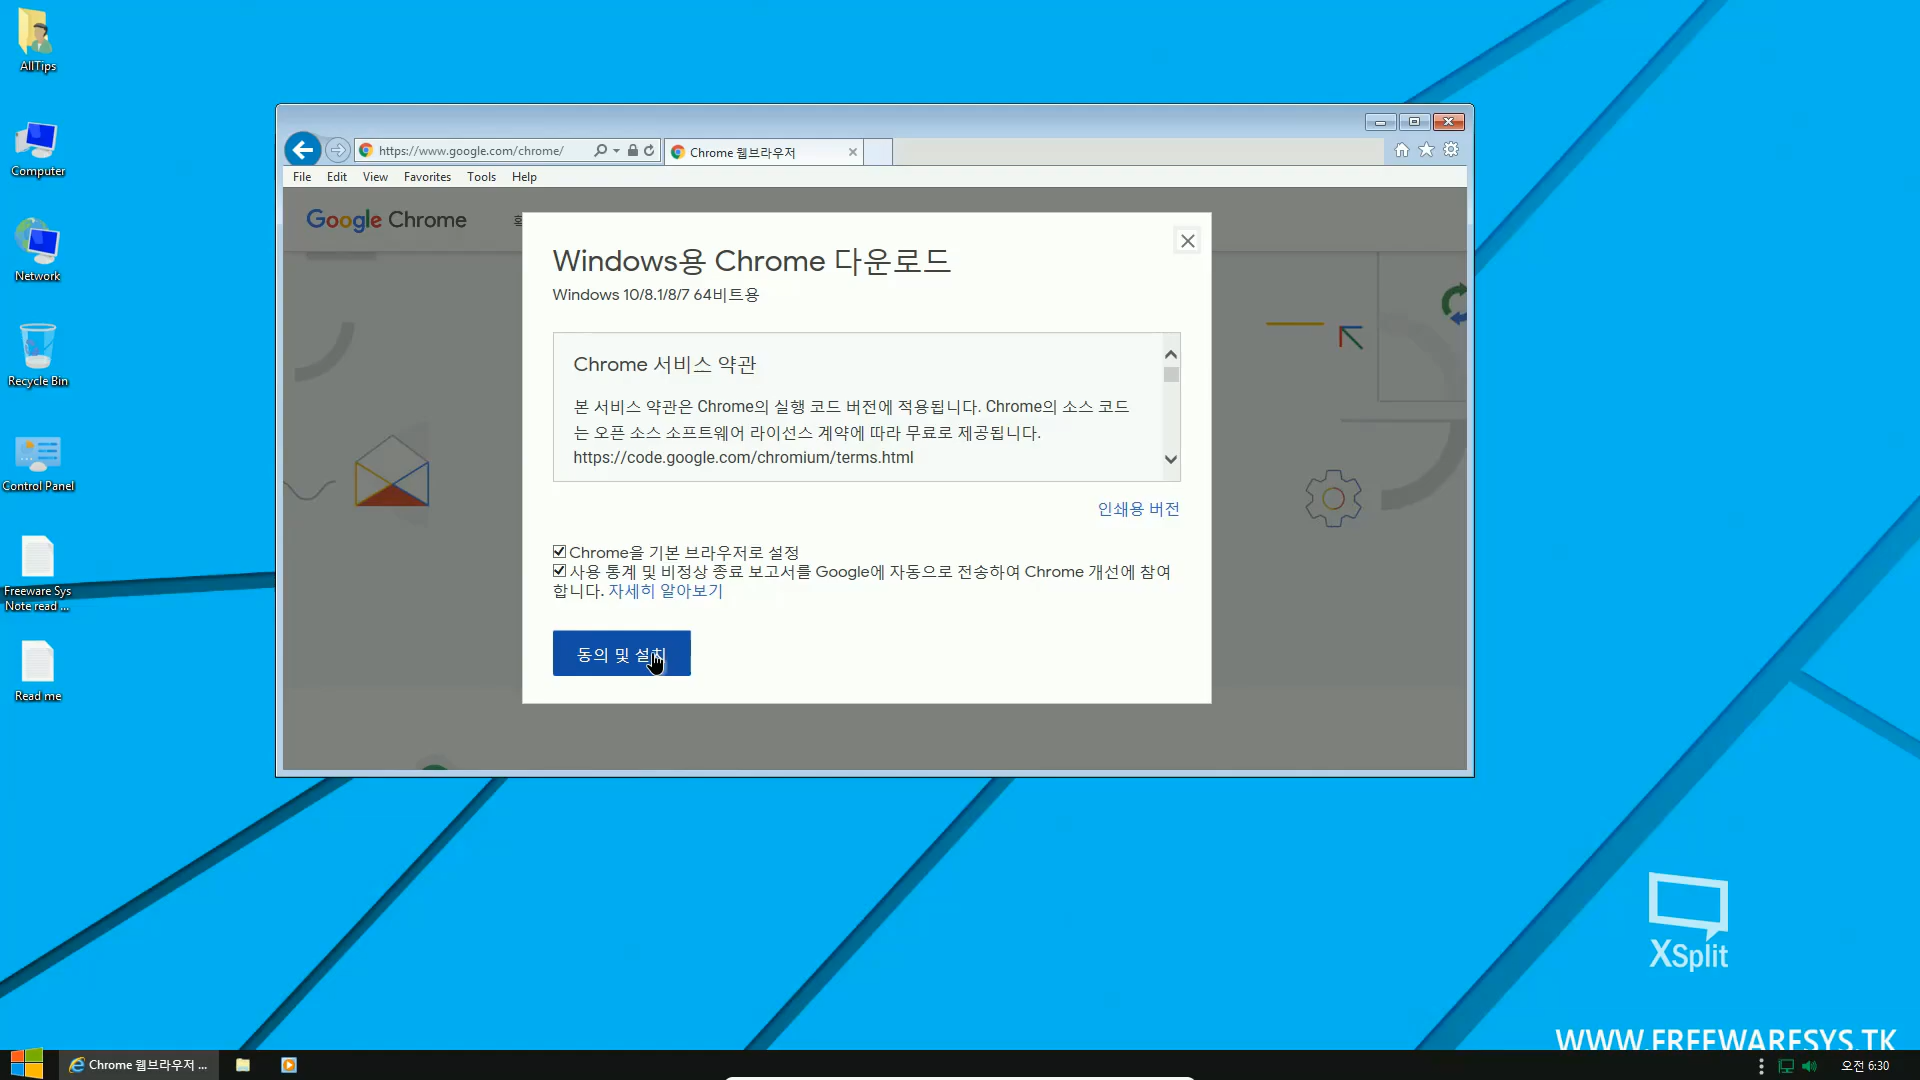 AllTips
Computer
Network
Recycle Bin
Control Panel
Freeware Sys
Note read ...
Read me
https://www.google.com/chrome/
Chrome 웹브라우저
File Edit View Favorites Tools Help
Google Chrome
Windows용 Chrome 다운로드
Windows 10/8.1/8/7 64비트용
Chrome 서비스 약관
본 서비스 약관은 Chrome의 실행 코드 버전에 적용됩니다. Chrome의 소스 코드
는 오픈 소스 소프트웨어 라이선스 계약에 따라 무료로 제공됩니다.
https://code.google.com/chromium/terms.html
인쇄용 버전
Chrome을 기본 브라우저로 설정
사용 통계 및 비정상 종료 보고서를 Google에 자동으로 전송하여 Chrome 개선에 참여
합니다. 자세히 알아보기
동의 및 설치
XSplit
WWW.FREEWARESYS.TK
Chrome 웹브라우저 ...
오전 6:30